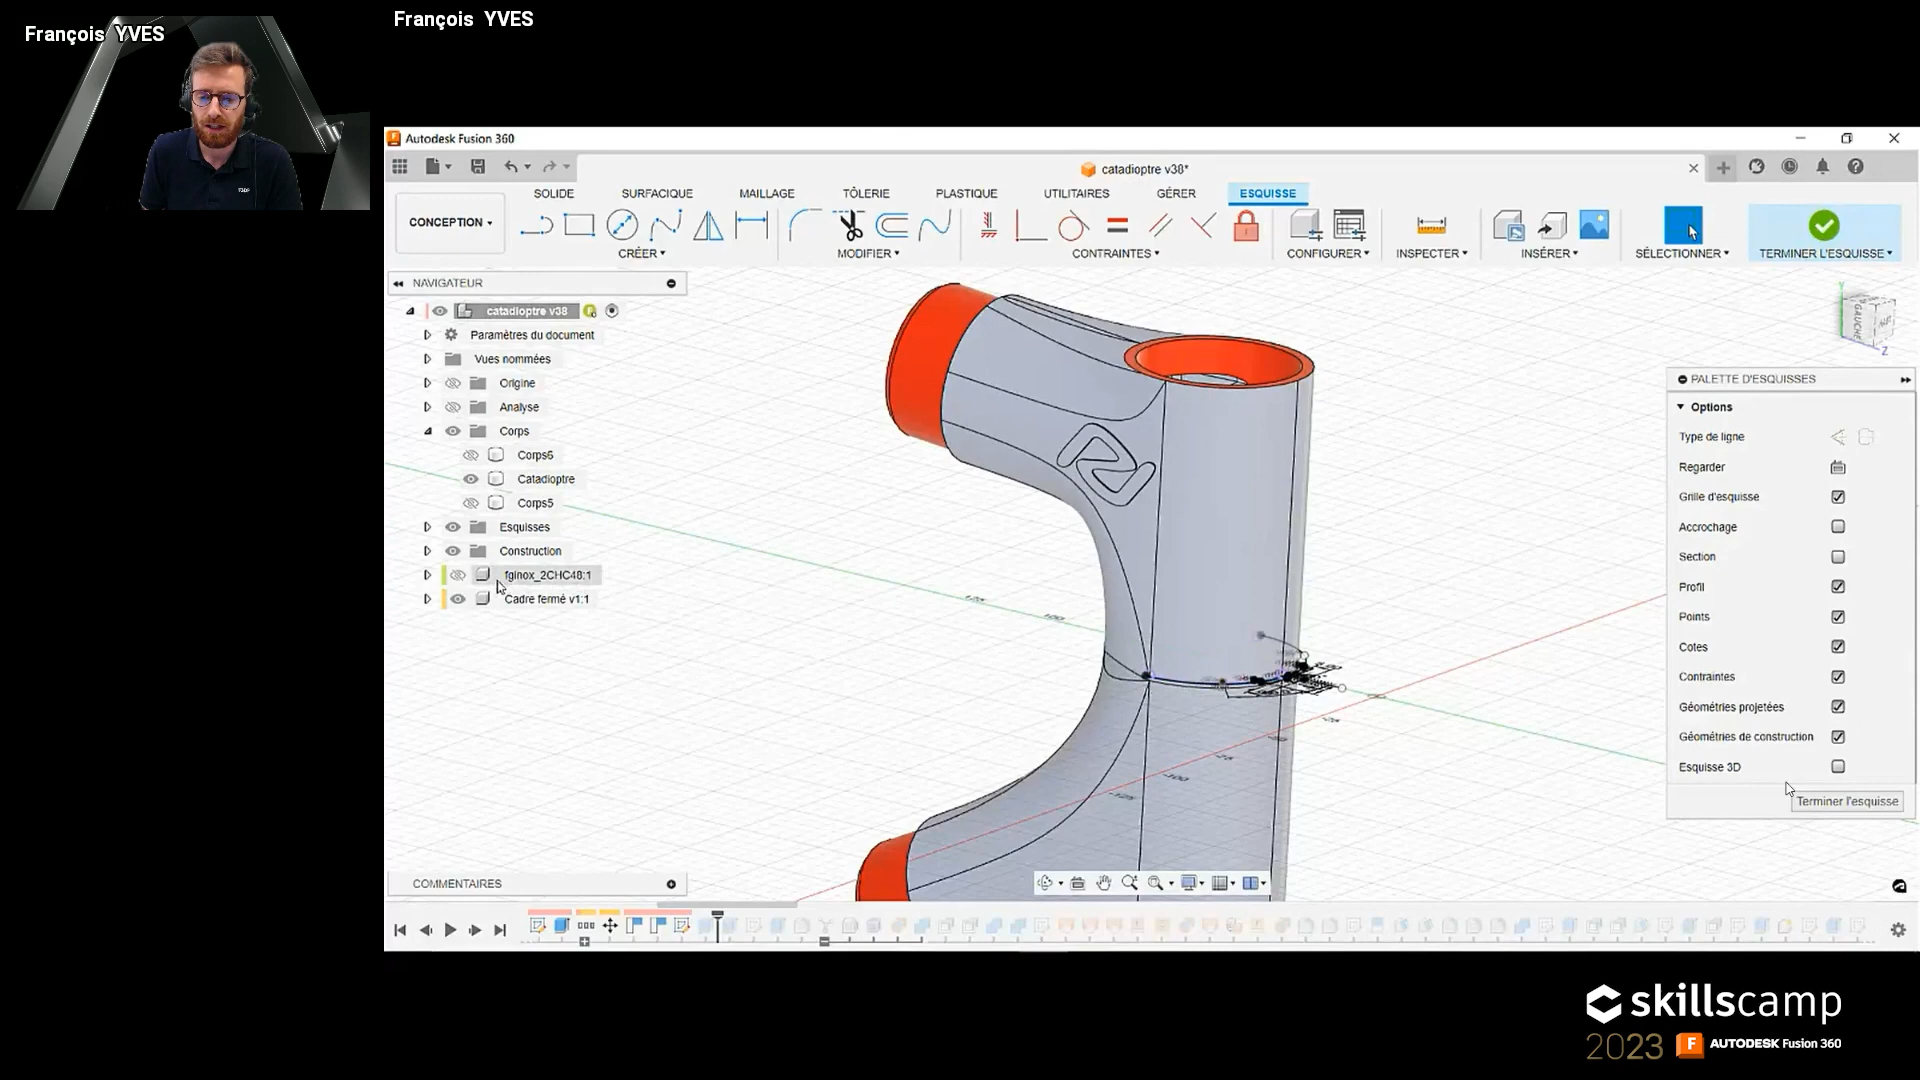 François YVES
François YVES
Autodesk Fusion 360
catadioptre v38*
SOLIDE SURFACIQUE MAILLAGE TÔLERIE PLASTIQUE UTILITAIRES GÉRER ESQUISSE
CONCEPTION
CRÉER MODIFIER CONTRAINTES CONFIGURER INSPECTER INSÉRER SÉLECTIONNER TERMINER L'ESQUISSE
NAVIGATEUR
catadioptre v38
Paramètres du document
Vues nommées
Origine
Analyse
Corps
Corps6
Catadioptre
Corps5
Esquisses
Construction
fginox_2CHC48:1
Cadre fermé v1:1
GAUCHE
Y
Z
PALETTE D'ESQUISSES
Options
Type de ligne
Regarder
Grille d'esquisse
Accrochage
Section
Profil
Points
Cotes
Contraintes
Géométries projetées
Géométries de construction
Esquisse 3D
Terminer l'esquisse
125
100
COMMENTAIRES
skillscamp
2023 F AUTODESK Fusion 360